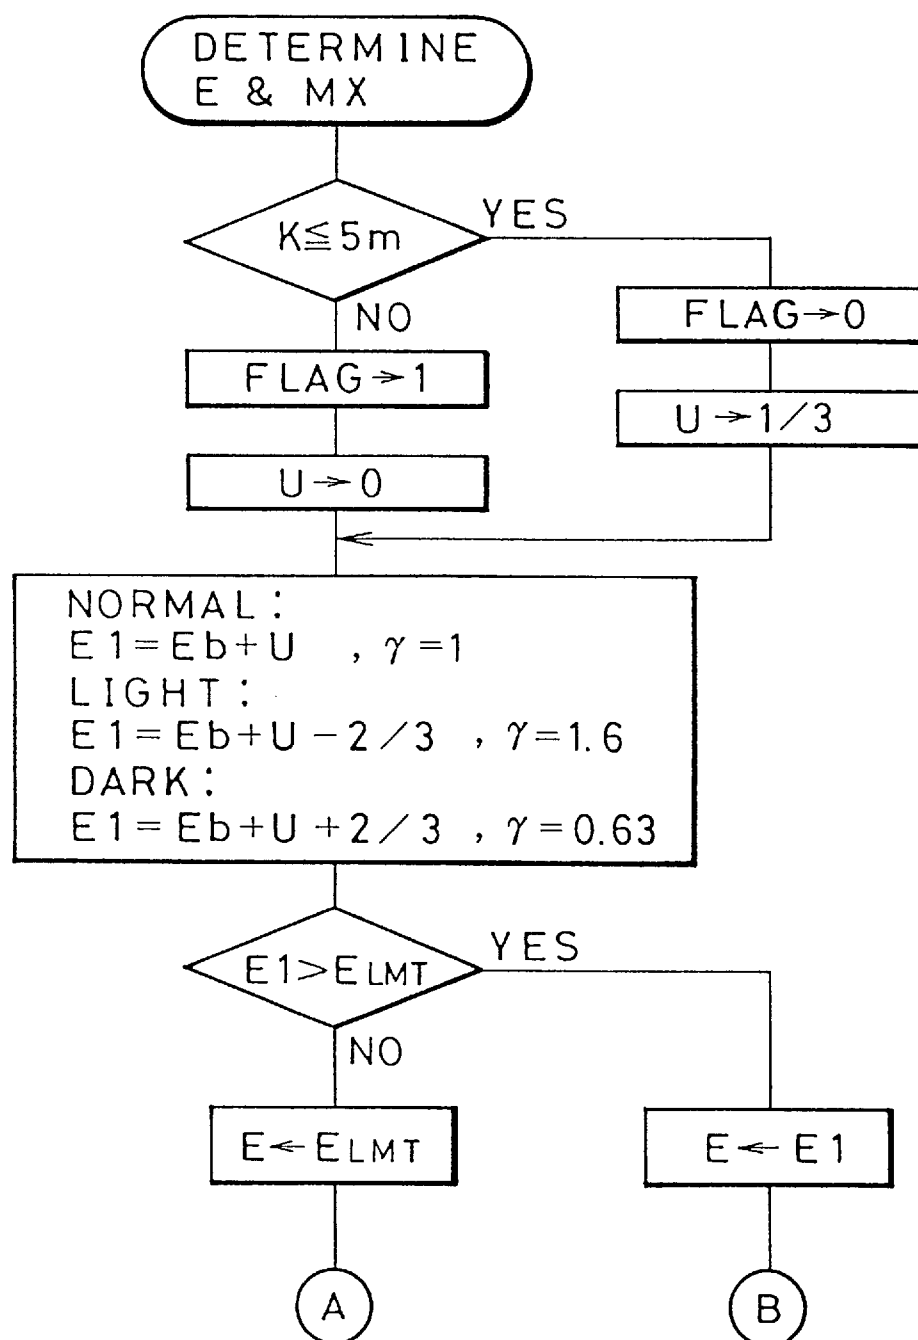 DETERMINE
E & MX
K≦5m
YES
NO
FLAG→0
FLAG→1
U→1/3
U→0
NORMAL:
E1=Eb+U , γ=1
LIGHT:
E1=Eb+U-2/3 , γ=1.6
DARK:
E1=Eb+U+2/3 , γ=0.63
E1>ELMT
YES
NO
E←ELMT
E←E1
A
B